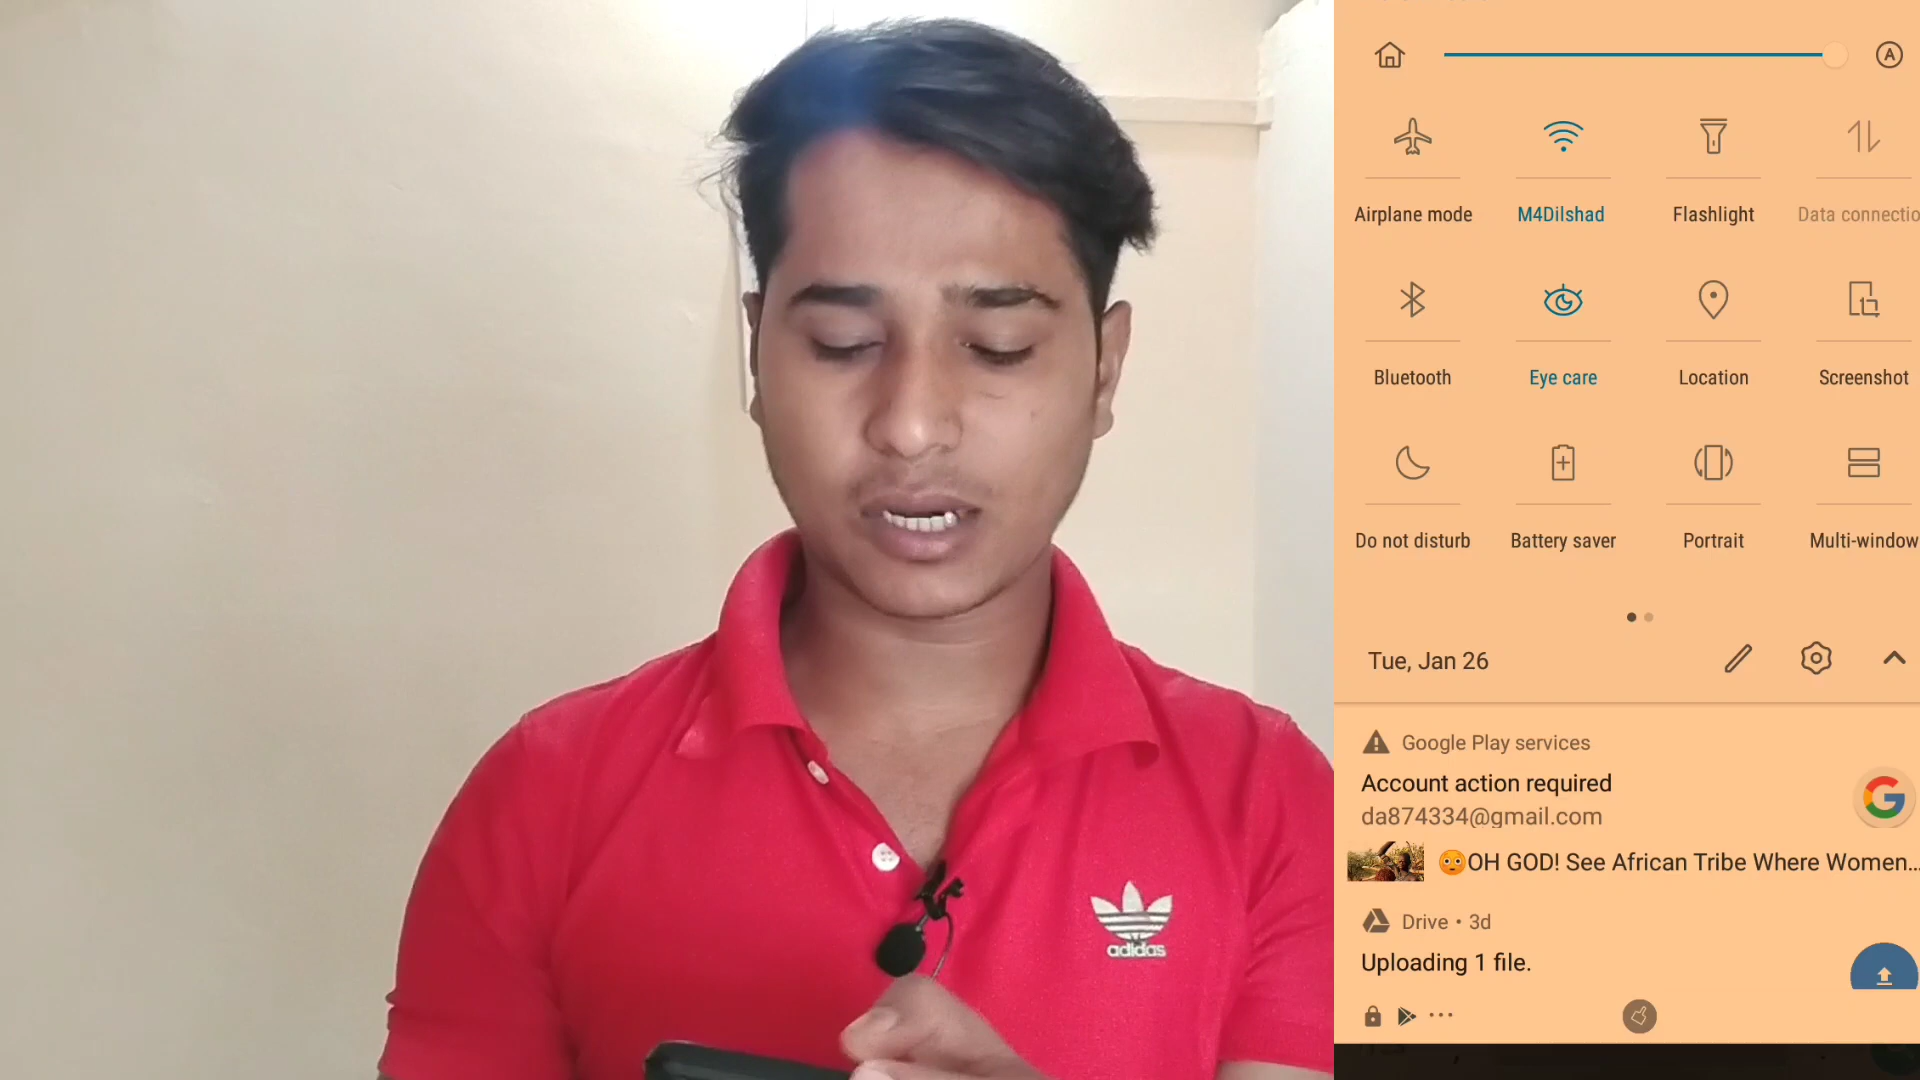 A
Airplane mode
M4Dilshad
Flashlight
Data connectio
Bluetooth
Eye care
Location
Screenshot
Do not disturb
Battery saver
Portrait
Multi-window
Tue, Jan 26
Google Play services
Account action required
da874334@gmail.com
😳OH GOD! See African Tribe Where Women...
Drive • 3d
Uploading 1 file.
adidas